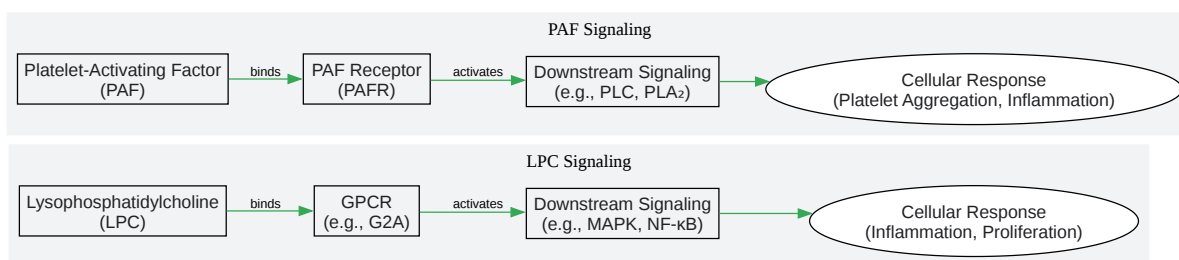 PAF Signaling
Platelet-Activating Factor
(PAF)
binds
PAF Receptor
(PAFR)
activates
Downstream Signaling
(e.g., PLC, PLA₂)
Cellular Response
(Platelet Aggregation, Inflammation)
LPC Signaling
Lysophosphatidylcholine
(LPC)
binds
GPCR
(e.g., G2A)
activates
Downstream Signaling
(e.g., MAPK, NF-κB)
Cellular Response
(Inflammation, Proliferation)